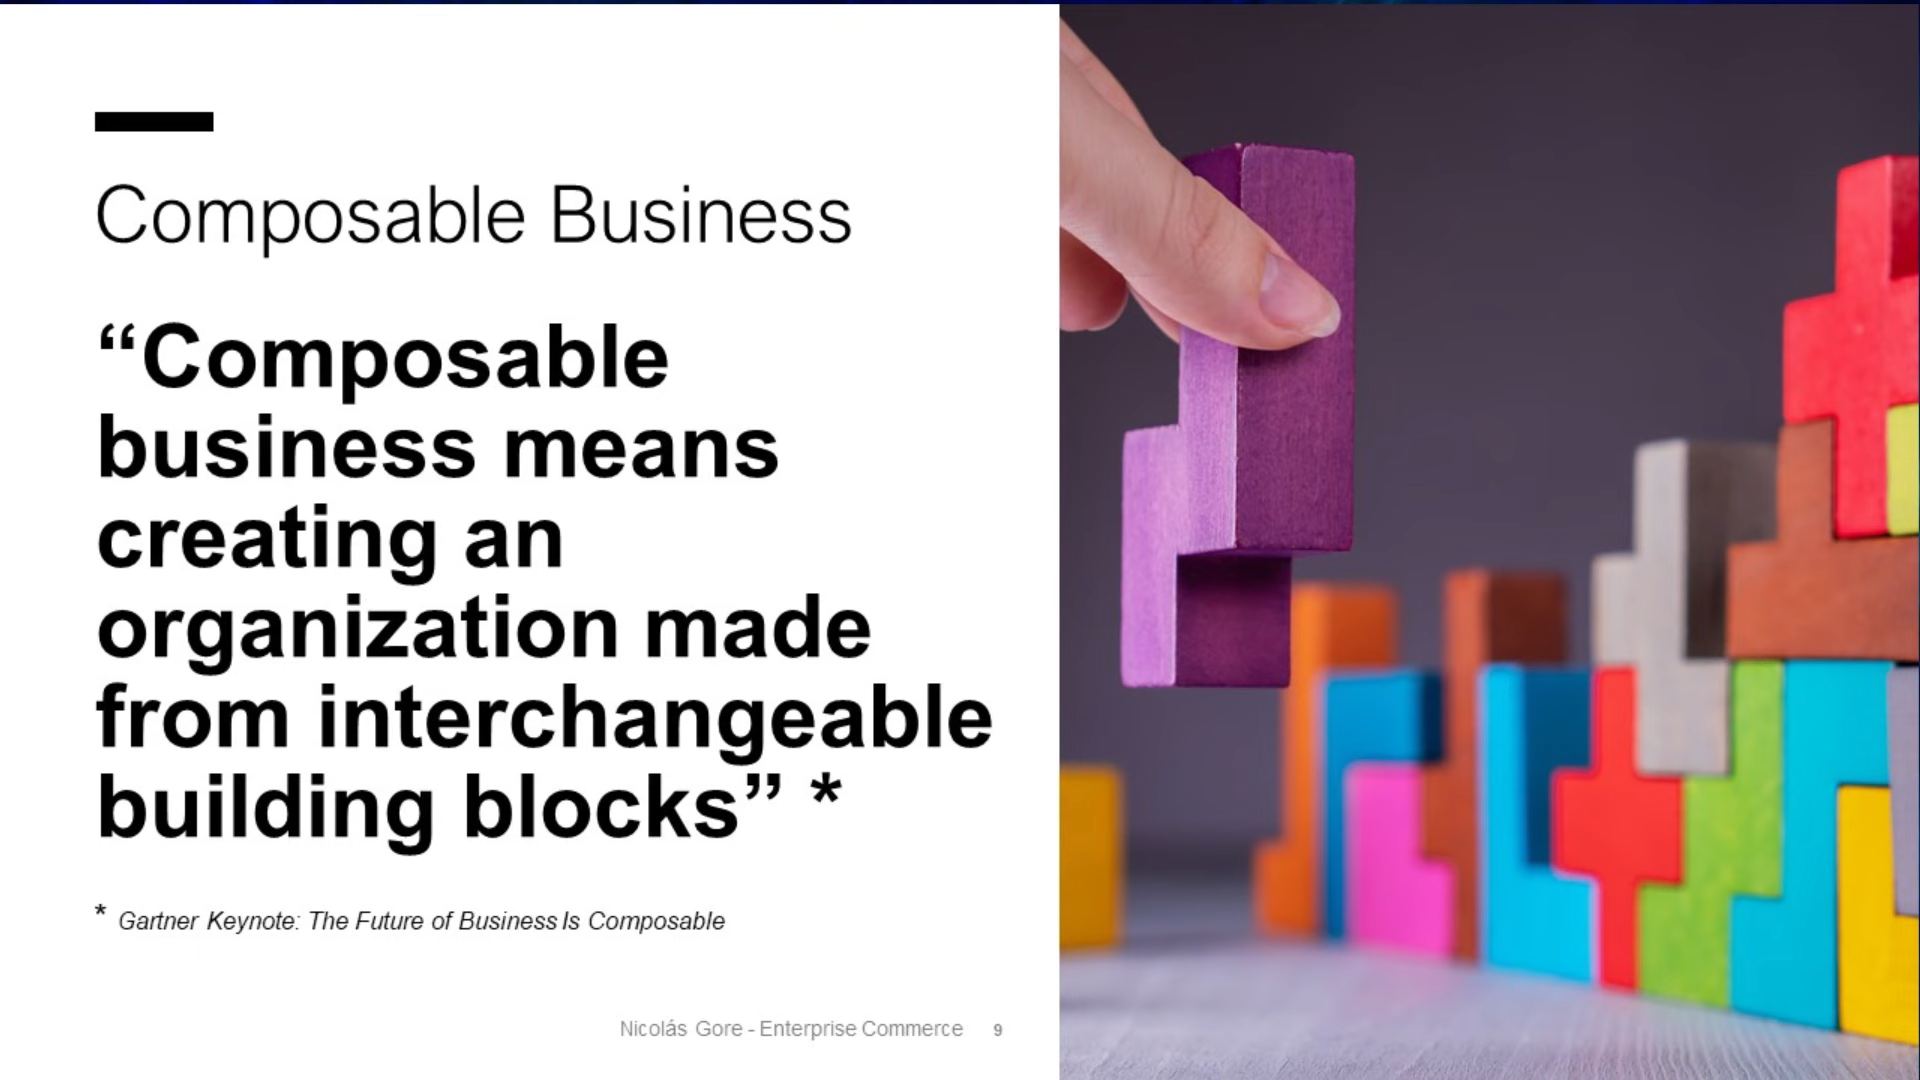 Composable Business
“Composable
business means
creating an
organization made
from interchangeable
building blocks” *
* Gartner Keynote: The Future of Business Is Composable
Nicolás Gore - Enterprise Commerce 9